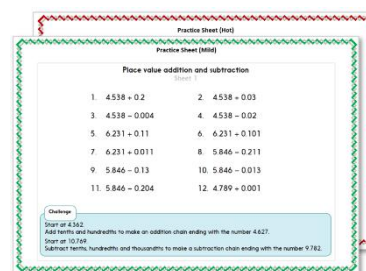 Practice Sheet (Hot)
Practice Sheet (Mild)
Place value addition and subtraction
Sheet 1
1. 4.538 + 0.2
2. 4.538 + 0.03
3. 4.538 – 0.004
4. 4.538 – 0.02
5. 6.231 + 0.11
6. 6.231 + 0.101
7. 6.231 + 0.011
8. 5.846 – 0.211
9. 5.846 – 0.13
10. 5.846 – 0.013
11. 5.846 – 0.204
12. 4.789 + 0.001
Challenge
Start at 4.362.
Add tenths and hundredths to make an addition chain ending with the number 4.627.
Start at 10.769.
Subtract tenths, hundredths and thousandths to make a subtraction chain ending with the number 9.782.